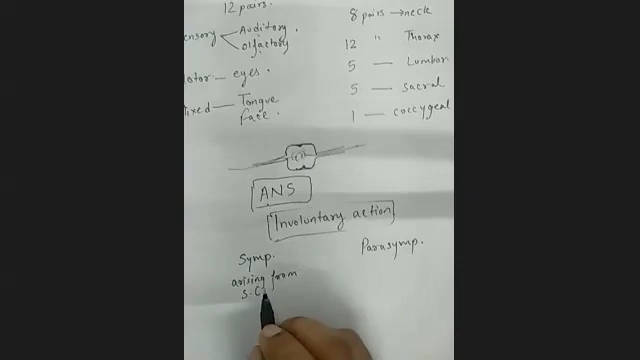 12 pairs.
ensory
Auditory.
Olfactory
otor — eyes.
ixed — Tongue
face.
8 pairs → neck
12 " Thorax
5 — Lumbar
5 — sacral
1 — coccygeal
ANS
Involuntary action
Symp.
arising from
S.C
Parasymp.